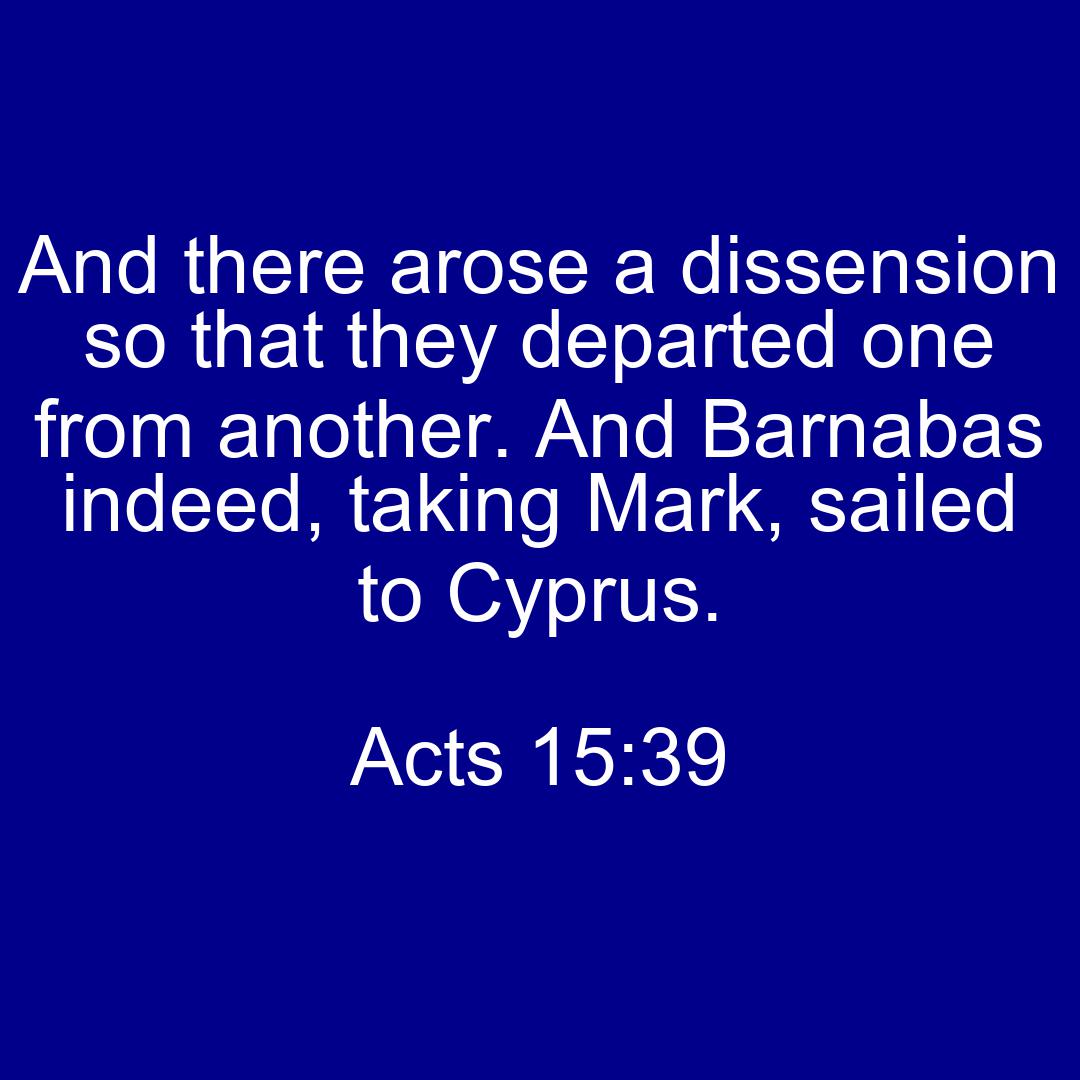 And there arose a dissension
so that they departed one
from another. And Barnabas
indeed, taking Mark, sailed
to Cyprus.
Acts 15:39